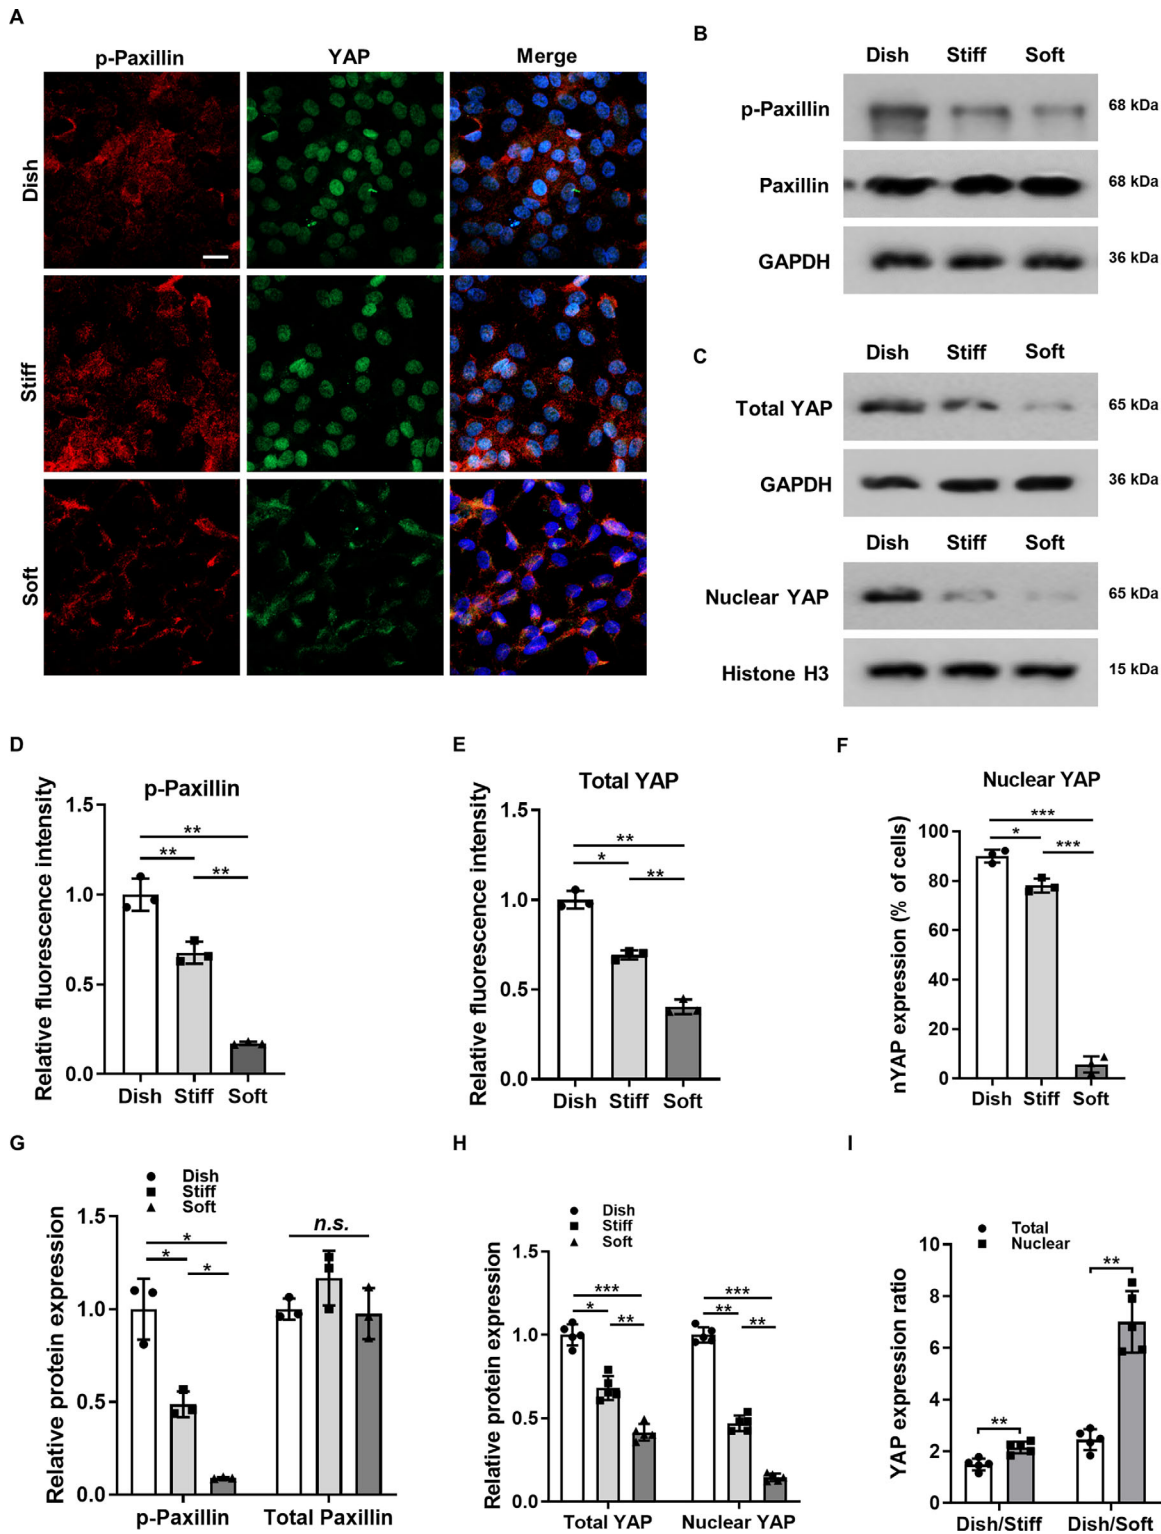 A
p-Paxillin YAP Merge
Dish
Stiff
Soft
B
Dish Stiff Soft
p-Paxillin 68 kDa
Paxillin 68 kDa
GAPDH 36 kDa
C
Dish Stiff Soft
Total YAP 65 kDa
GAPDH 36 kDa
Dish Stiff Soft
Nuclear YAP 65 kDa
Histone H3 15 kDa
D
p-Paxillin
Relative fluorescence intensity
1.5
1.0
0.5
0.0
**
**
**
Dish Stiff Soft
E
Total YAP
Relative fluorescence intensity
1.5
1.0
0.5
0.0
**
*
**
Dish Stiff Soft
F
Nuclear YAP
nYAP expression (% of cells)
100
80
60
40
20
0
***
*
***
Dish Stiff Soft
G
Dish
Stiff
Soft
Relative protein expression
1.5
1.0
0.5
0.0
*
*
*
n.s.
p-Paxillin Total Paxillin
H
Dish
Stiff
Soft
Relative protein expression
1.5
1.0
0.5
0.0
***
*
**
***
**
**
Total YAP Nuclear YAP
I
Total
Nuclear
YAP expression ratio
10
8
6
4
2
0
**
**
Dish/Stiff Dish/Soft